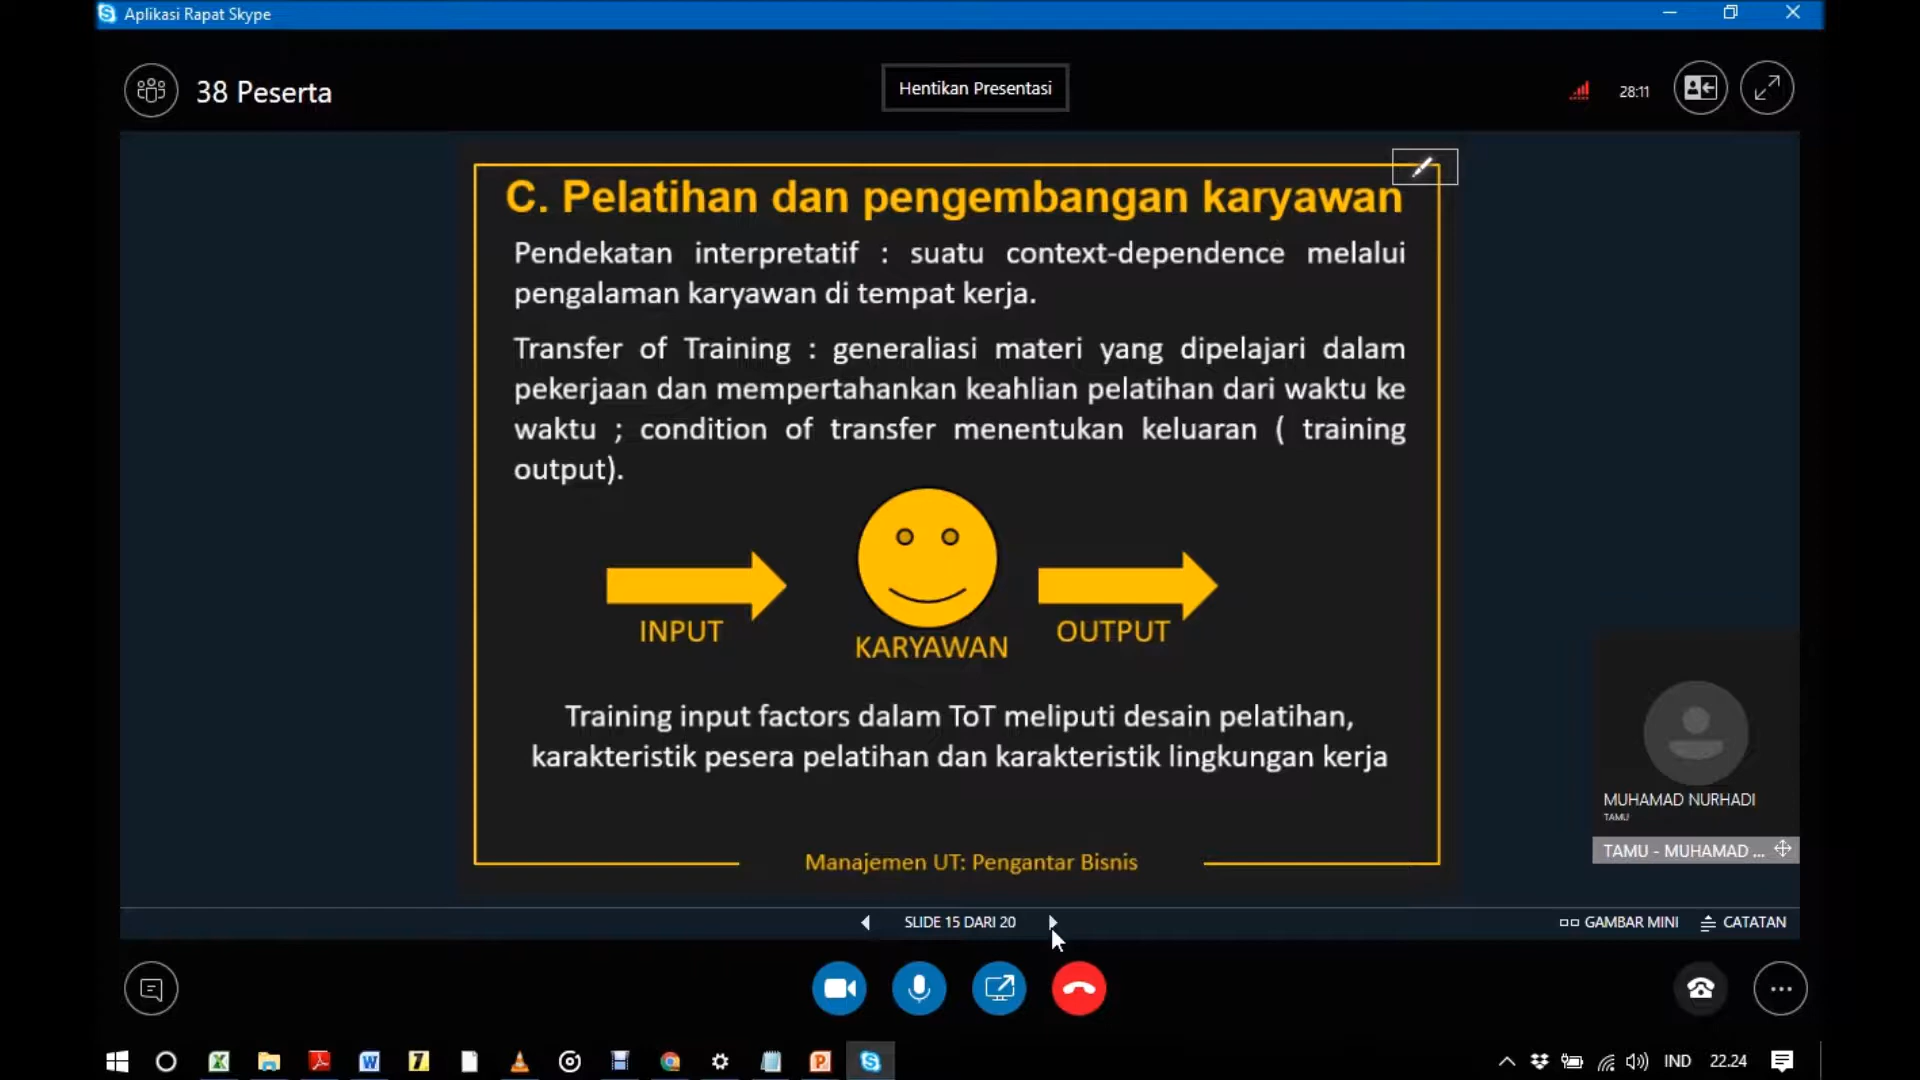 Aplikasi Rapat Skype
38 Peserta
Hentikan Presentasi
28:11
C. Pelatihan dan pengembangan karyawan
Pendekatan interpretatif : suatu context-dependence melalui
pengalaman karyawan di tempat kerja.
Transfer of Training : generaliasi materi yang dipelajari dalam
pekerjaan dan mempertahankan keahlian pelatihan dari waktu ke
waktu ; condition of transfer menentukan keluaran ( training
output).
INPUT
KARYAWAN
OUTPUT
Training input factors dalam ToT meliputi desain pelatihan,
karakteristik pesera pelatihan dan karakteristik lingkungan kerja
Manajemen UT: Pengantar Bisnis
MUHAMAD NURHADI
TAMU
TAMU - MUHAMAD ...
SLIDE 15 DARI 20
GAMBAR MINI
CATATAN
IND
22.24